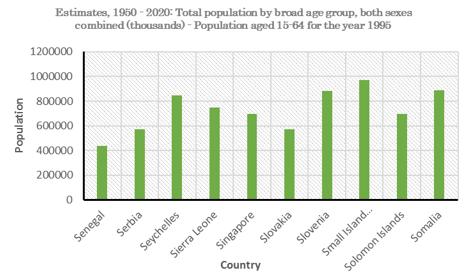 Estimates, 1950 - 2020: Total population by broad age group, both sexes
combined (thousands) - Population aged 15-64 for the year 1995
1200000
1000000
800000
600000
400000
200000
0
Population
Senegal
Serbia
Seychelles
Sierra Leone
Singapore
Slovakia
Slovenia
Small Island...
Solomon Islands
Somalia
Country